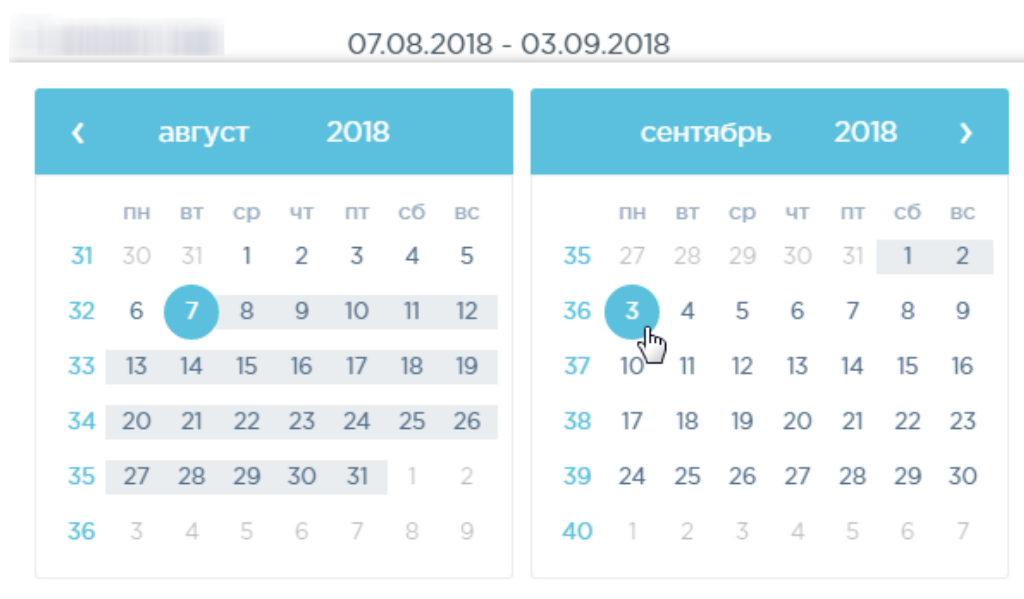 07.08.2018 - 03.09.2018
август 2018
пн вт ср чт пт сб вс
31 30 31 1 2 3 4 5
32 6 7 8 9 10 11 12
33 13 14 15 16 17 18 19
34 20 21 22 23 24 25 26
35 27 28 29 30 31 1 2
36 3 4 5 6 7 8 9
сентябрь 2018
пн вт ср чт пт сб вс
35 27 28 29 30 31 1 2
36 3 4 5 6 7 8 9
37 10 11 12 13 14 15 16
38 17 18 19 20 21 22 23
39 24 25 26 27 28 29 30
40 1 2 3 4 5 6 7